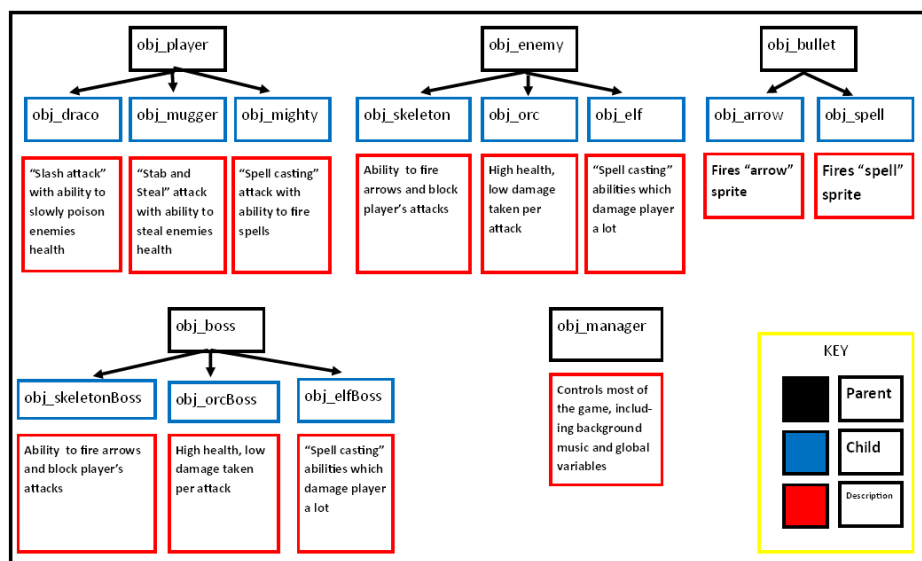 obj_player
obj_enemy
obj_bullet
obj_draco
obj_mugger
obj_mighty
obj_skeleton
obj_orc
obj_elf
obj_arrow
obj_spell
“Slash attack”
with ability to
slowly poison
enemies
health
“Stab and
Steal” attack
with ability to
steal enemies
health
“Spell casting”
attack with
ability to fire
spells
Ability to fire
arrows and block
player’s attacks
High health,
low damage
taken per
attack
“Spell casting”
abilities which
damage player
a lot
Fires “arrow”
sprite
Fires “spell”
sprite
obj_boss
obj_manager
obj_skeletonBoss
obj_orcBoss
obj_elfBoss
Ability to fire arrows
and block player’s
attacks
High health, low
damage taken
per attack
“Spell casting”
abilities which
damage player
a lot
Controls most of
the game, includ-
ing background
music and global
variables
KEY
Parent
Child
Description